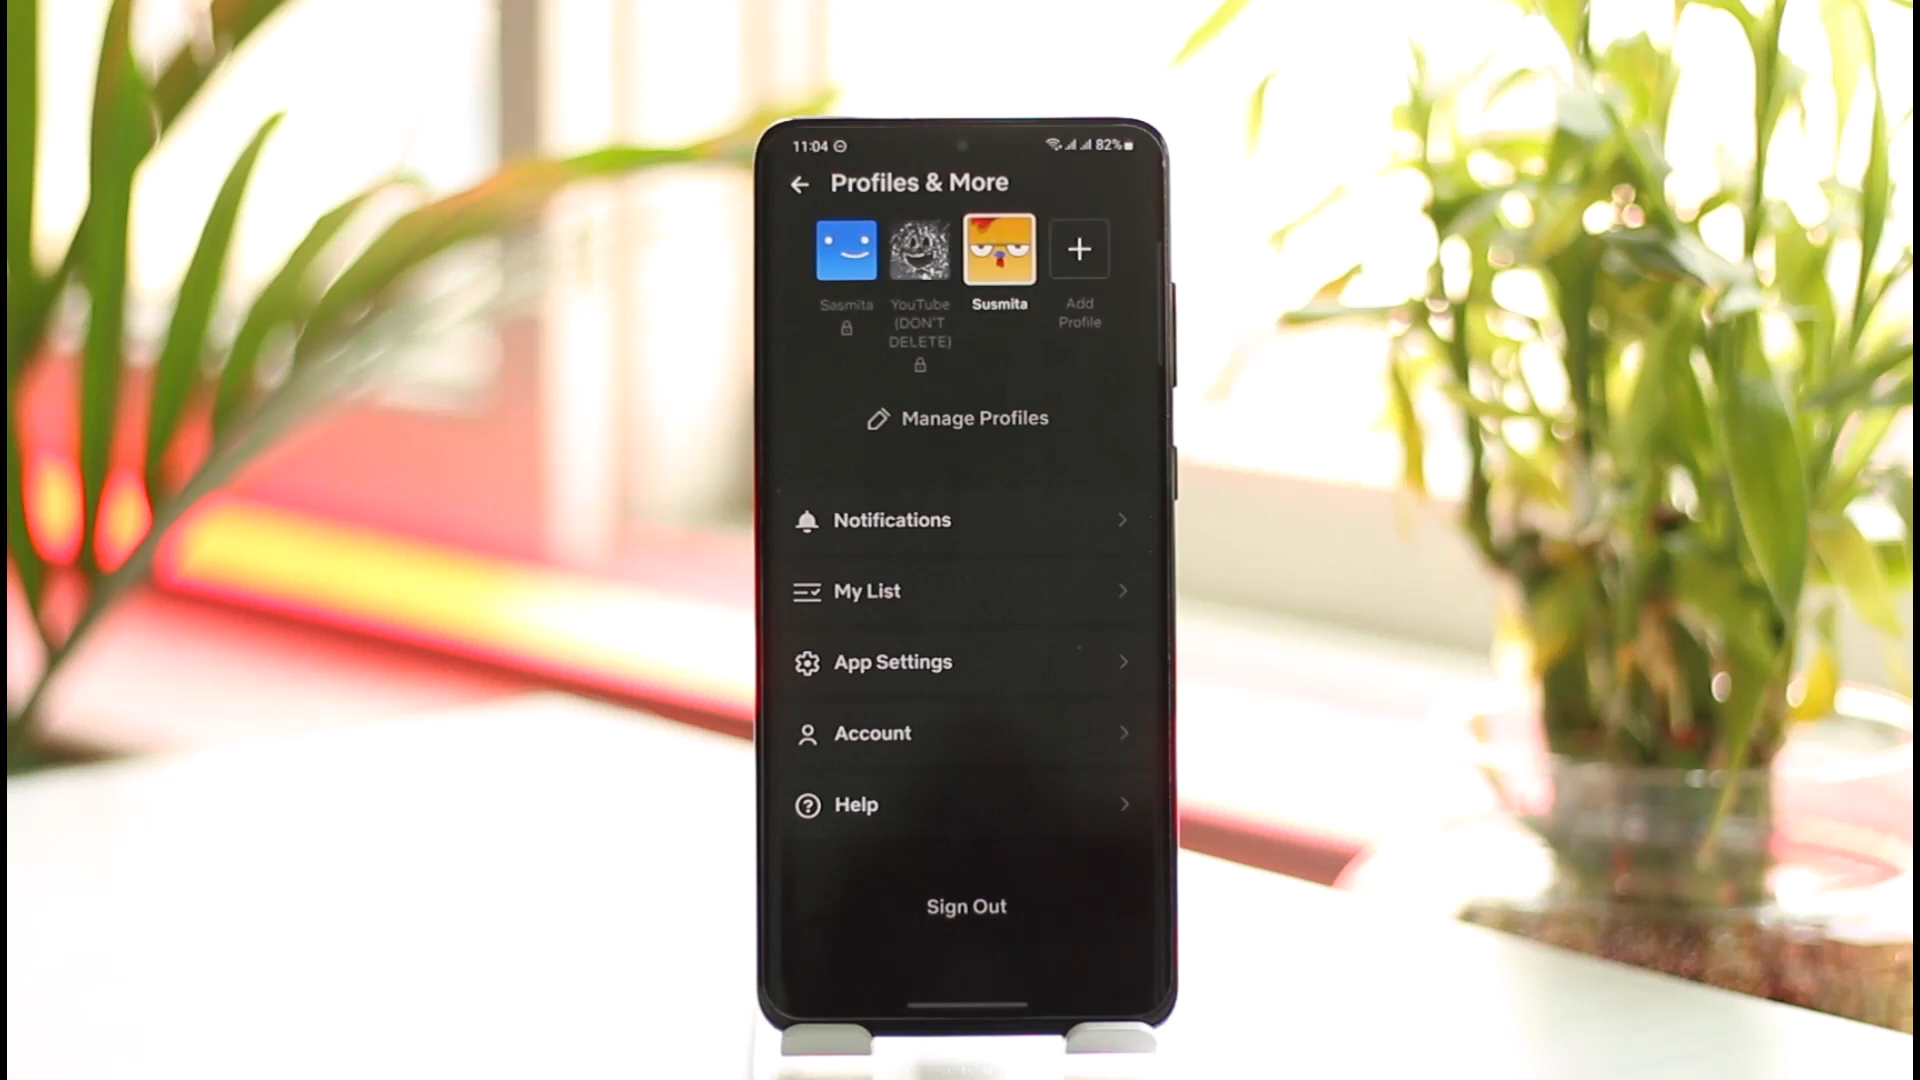 11:04 82%
Profiles & More
Sasmita
YouTube
(DON'T
DELETE)
Susmita
Add
Profile
Manage Profiles
Notifications
My List
App Settings
Account
Help
Sign Out